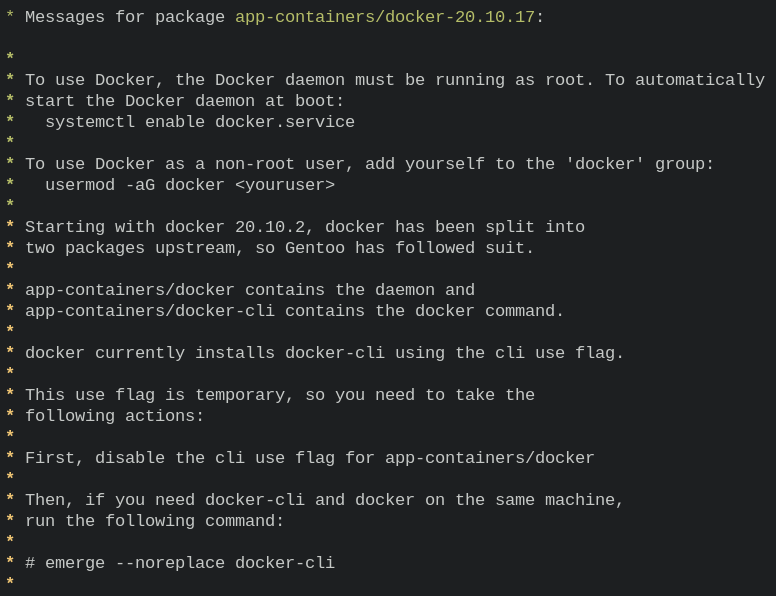 * Messages for package app-containers/docker-20.10.17:
*
* To use Docker, the Docker daemon must be running as root. To automatically
* start the Docker daemon at boot:
*   systemctl enable docker.service
*
* To use Docker as a non-root user, add yourself to the 'docker' group:
*   usermod -aG docker <youruser>
*
* Starting with docker 20.10.2, docker has been split into
* two packages upstream, so Gentoo has followed suit.
*
* app-containers/docker contains the daemon and
* app-containers/docker-cli contains the docker command.
*
* docker currently installs docker-cli using the cli use flag.
*
* This use flag is temporary, so you need to take the
* following actions:
*
* First, disable the cli use flag for app-containers/docker
*
* Then, if you need docker-cli and docker on the same machine,
* run the following command:
*
* # emerge --noreplace docker-cli
*